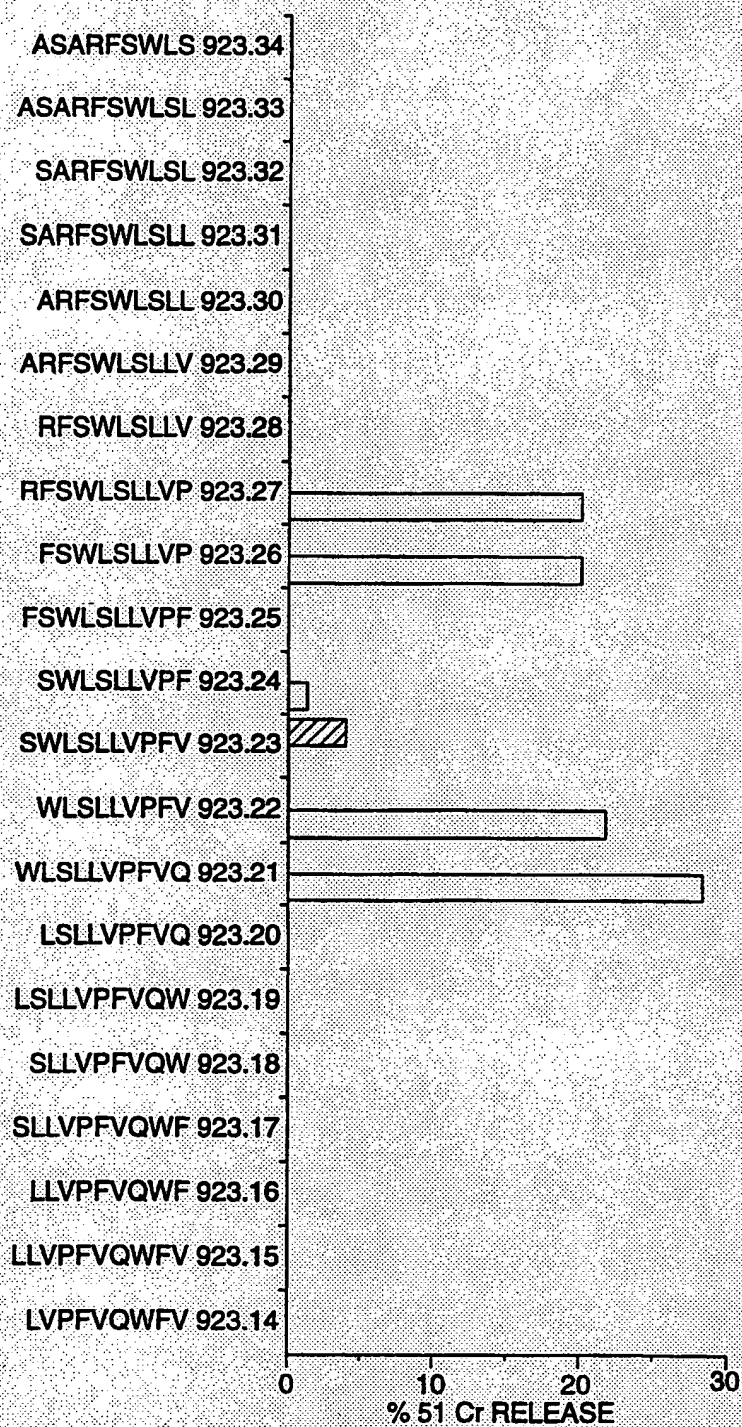 ASARFSWLS 923.34
ASARFSWLSL 923.33
SARFSWLSL 923.32
SARFSWLSLL 923.31
ARFSWLSLL 923.30
ARFSWLSLLV 923.29
RFSWLSLLV 923.28
RFSWLSLLVP 923.27
FSWLSLLVP 923.26
FSWLSLLVPF 923.25
SWLSLLVPF 923.24
SWLSLLVPFV 923.23
WLSLLVPFV 923.22
WLSLLVPFVQ 923.21
LSLLVPFVQ 923.20
LSLLVPFVQW 923.19
SLLVPFVQW 923.18
SLLVPFVQWF 923.17
LLVPFVQWF 923.16
LLVPFVQWFV 923.15
LVPFVQWFV 923.14
0 10 20 30
% 51 Cr RELEASE